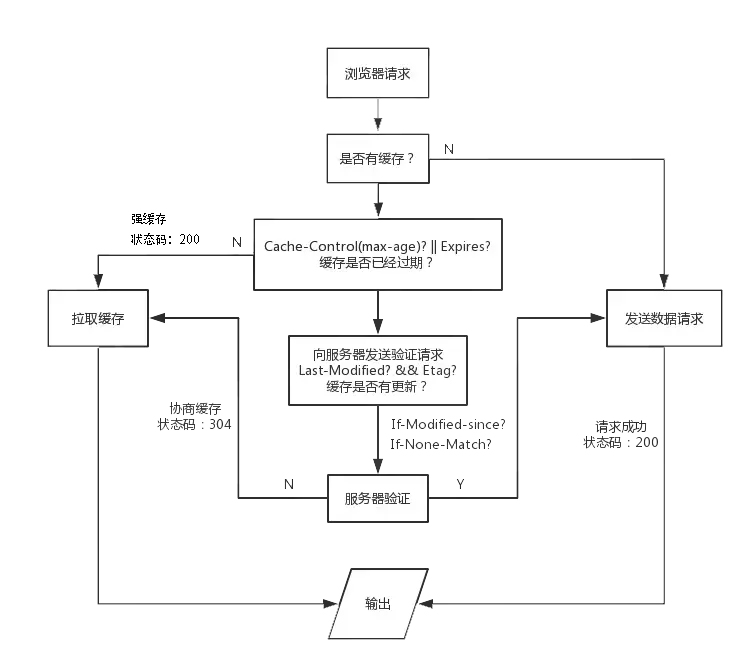 浏览器请求
是否有缓存？
N
强缓存
状态码：200
N
Cache-Control(max-age)? || Expires?
缓存是否已经过期？
拉取缓存
发送数据请求
向服务器发送验证请求
Last-Modified? && Etag?
缓存是否有更新？
协商缓存
状态码：304
If-Modified-since?
If-None-Match?
请求成功
状态码：200
N
服务器验证
Y
输出